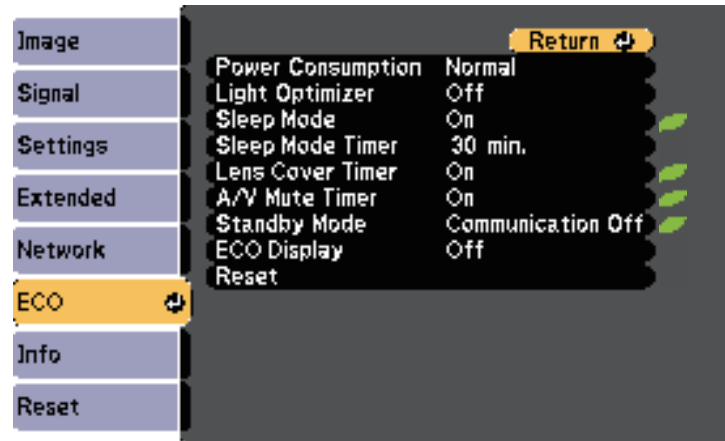 Image
Signal
Settings
Extended
Network
ECO
Info
Reset
Return
Power Consumption Normal
Light Optimizer Off
Sleep Mode On
Sleep Mode Timer 30 min.
Lens Cover Timer On
A/V Mute Timer On
Standby Mode Communication Off
ECO Display Off
Reset